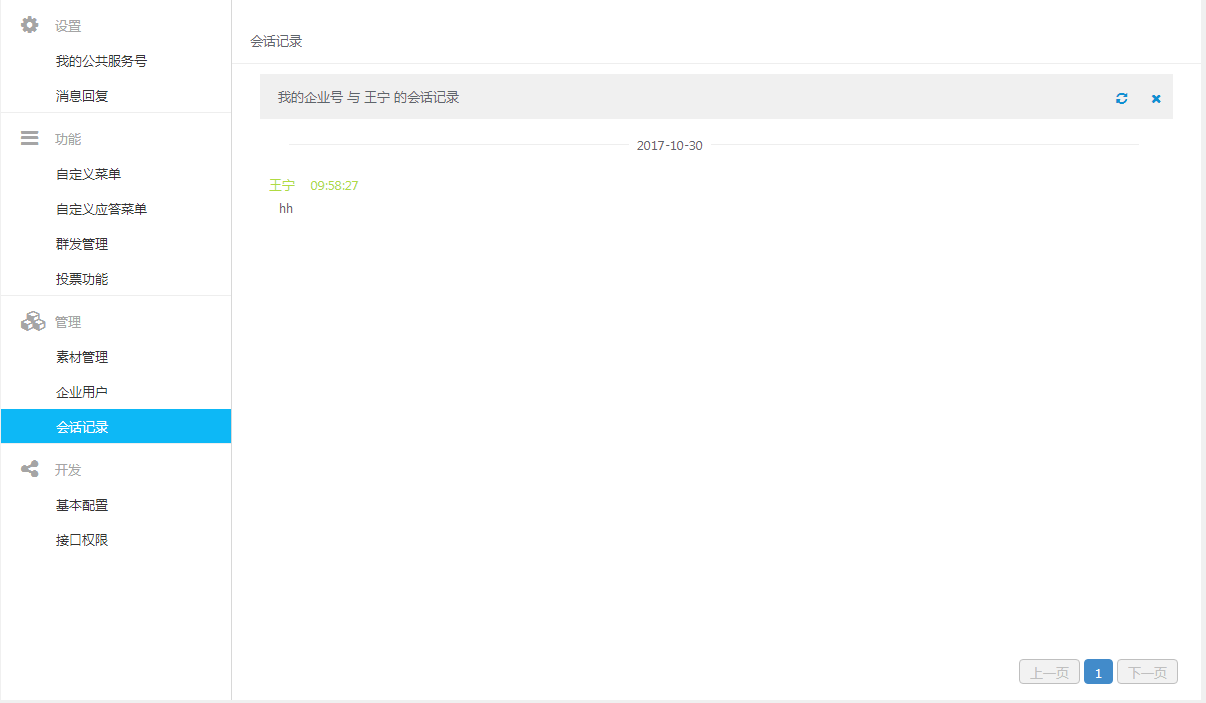 设置
我的公共服务号
消息回复
功能
自定义菜单
自定义应答菜单
群发管理
投票功能
管理
素材管理
企业用户
会话记录
开发
基本配置
接口权限
会话记录
我的企业号 与 王宁 的会话记录
2017-10-30
王宁 09:58:27
hh
上一页 1 下一页